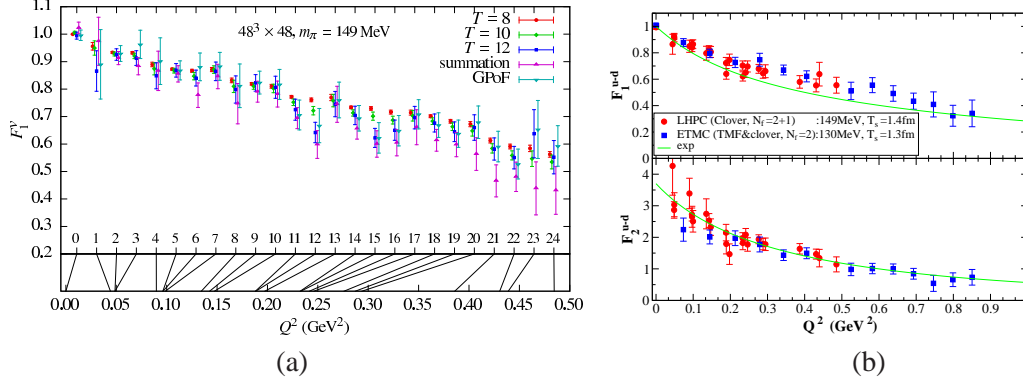 48³ × 48, mπ = 149 MeV
T = 8
T = 10
T = 12
summation
GPoF
1.1
1.0
0.9
0.8
0.7
0.6
0.5
0.4
0.2
F₁ᵛ
0 1 2 3 4 5 6 7 8 9 10 11 12 13 14 15 16 17 18 19 20 21 22 23 24
0.00 0.05 0.10 0.15 0.20 0.25 0.30 0.35 0.40 0.45 0.50
Q² (GeV²)
(a)
1
0.8
0.6
0.4
0.2
F₁ᵘ⁻ᵈ
LHPC (Clover, N_f=2+1) :149MeV, T_s=1.4fm
ETMC (TMF&clover, N_f=2):130MeV, T_s=1.3fm
exp
4
3
2
1
0
F₂ᵘ⁻ᵈ
0 0.1 0.2 0.3 0.4 0.5 0.6 0.7 0.8 0.9
Q² (GeV²)
(b)